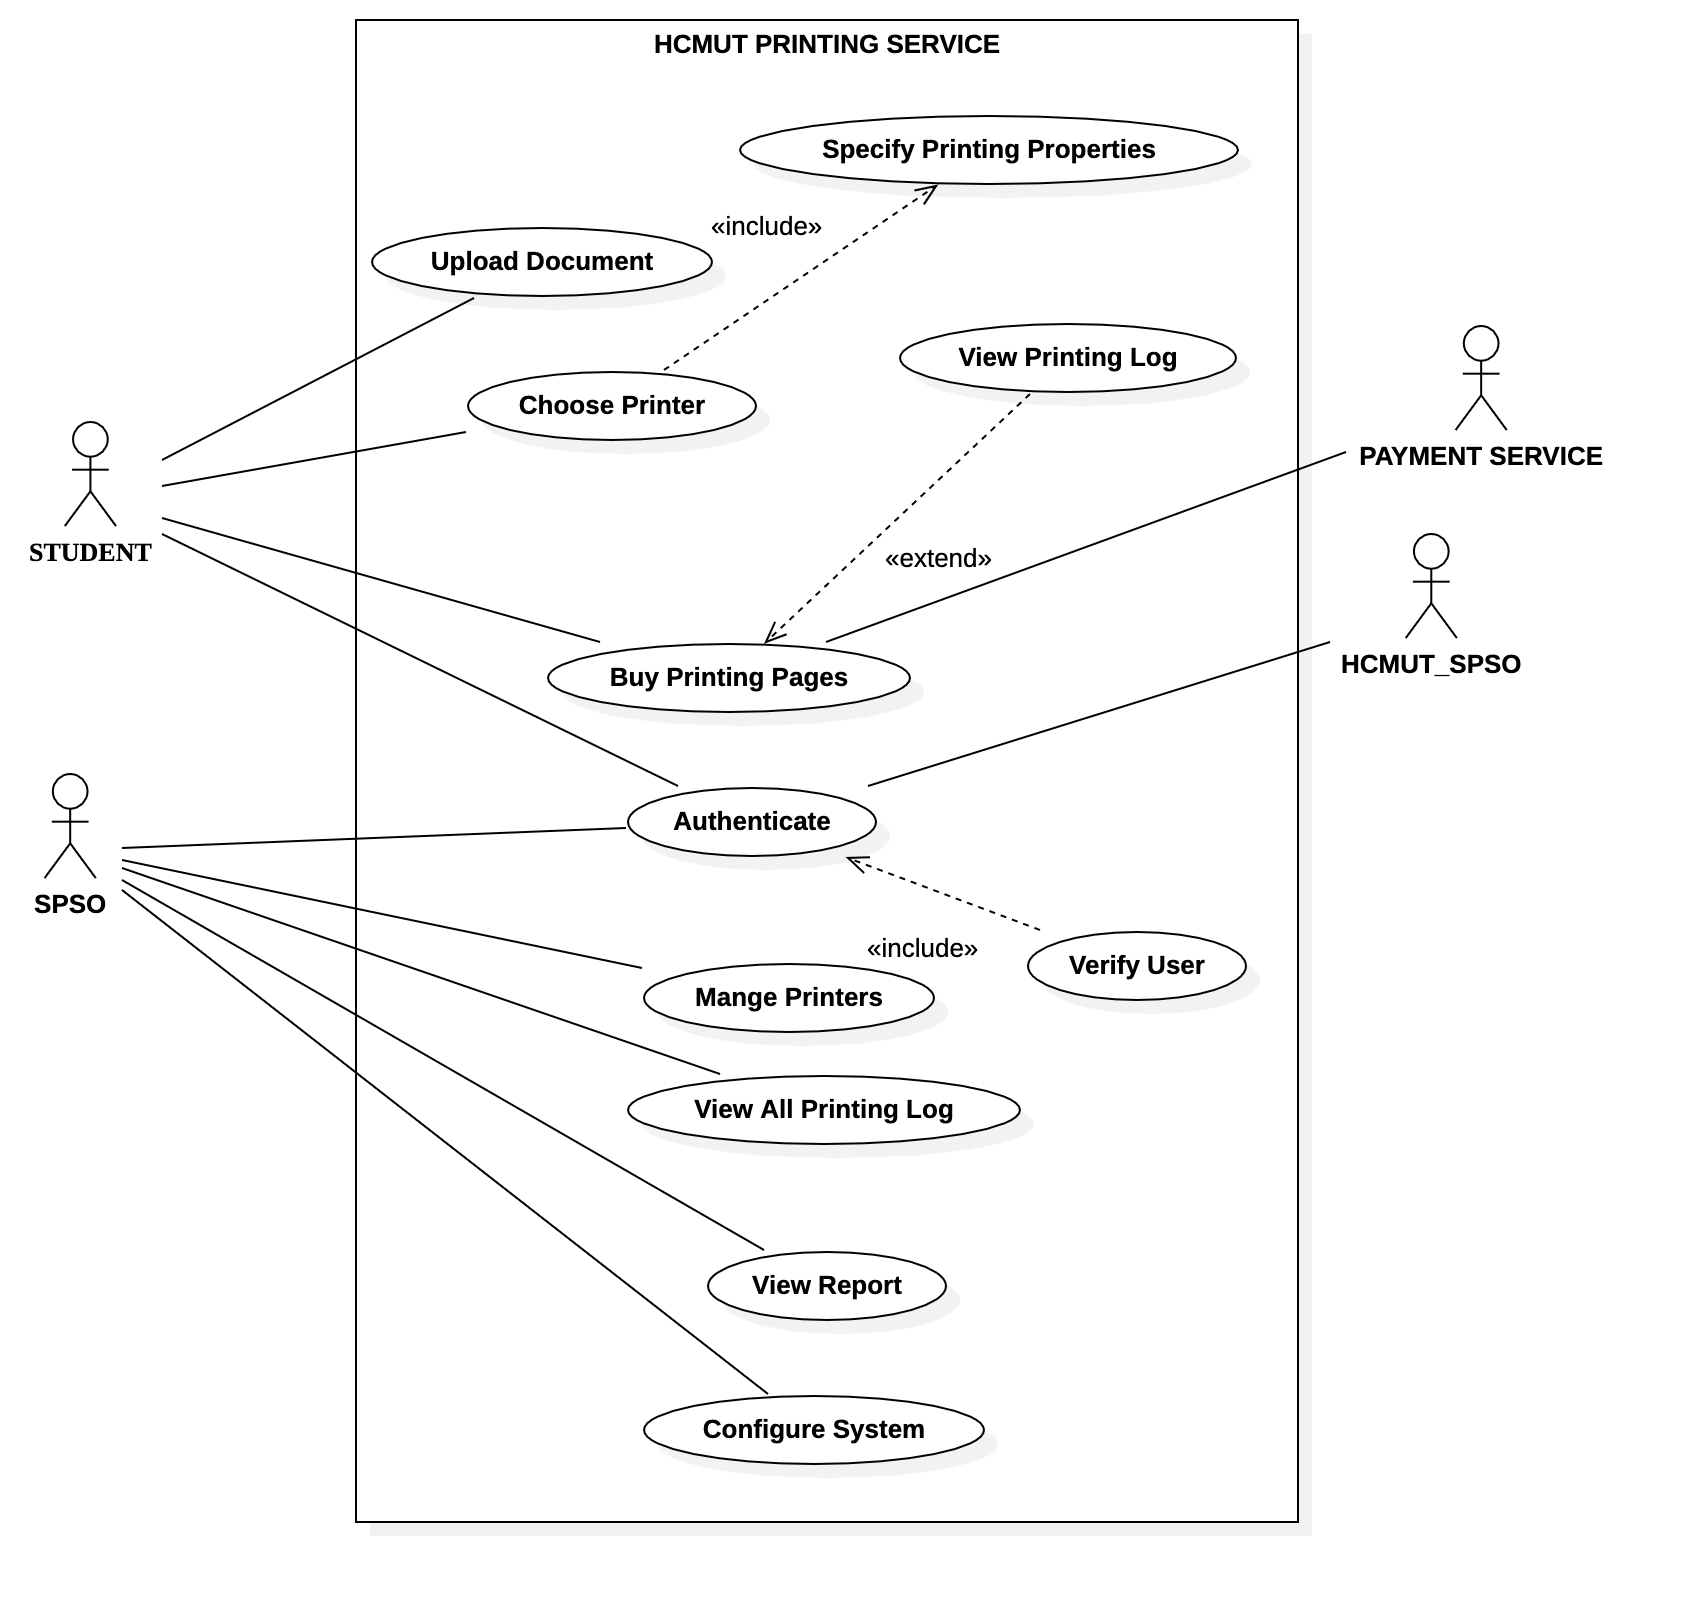 HCMUT PRINTING SERVICE
Specify Printing Properties
«include»
Upload Document
View Printing Log
Choose Printer
PAYMENT SERVICE
STUDENT
«extend»
HCMUT_SPSO
Buy Printing Pages
Authenticate
SPSO
«include»
Verify User
Mange Printers
View All Printing Log
View Report
Configure System